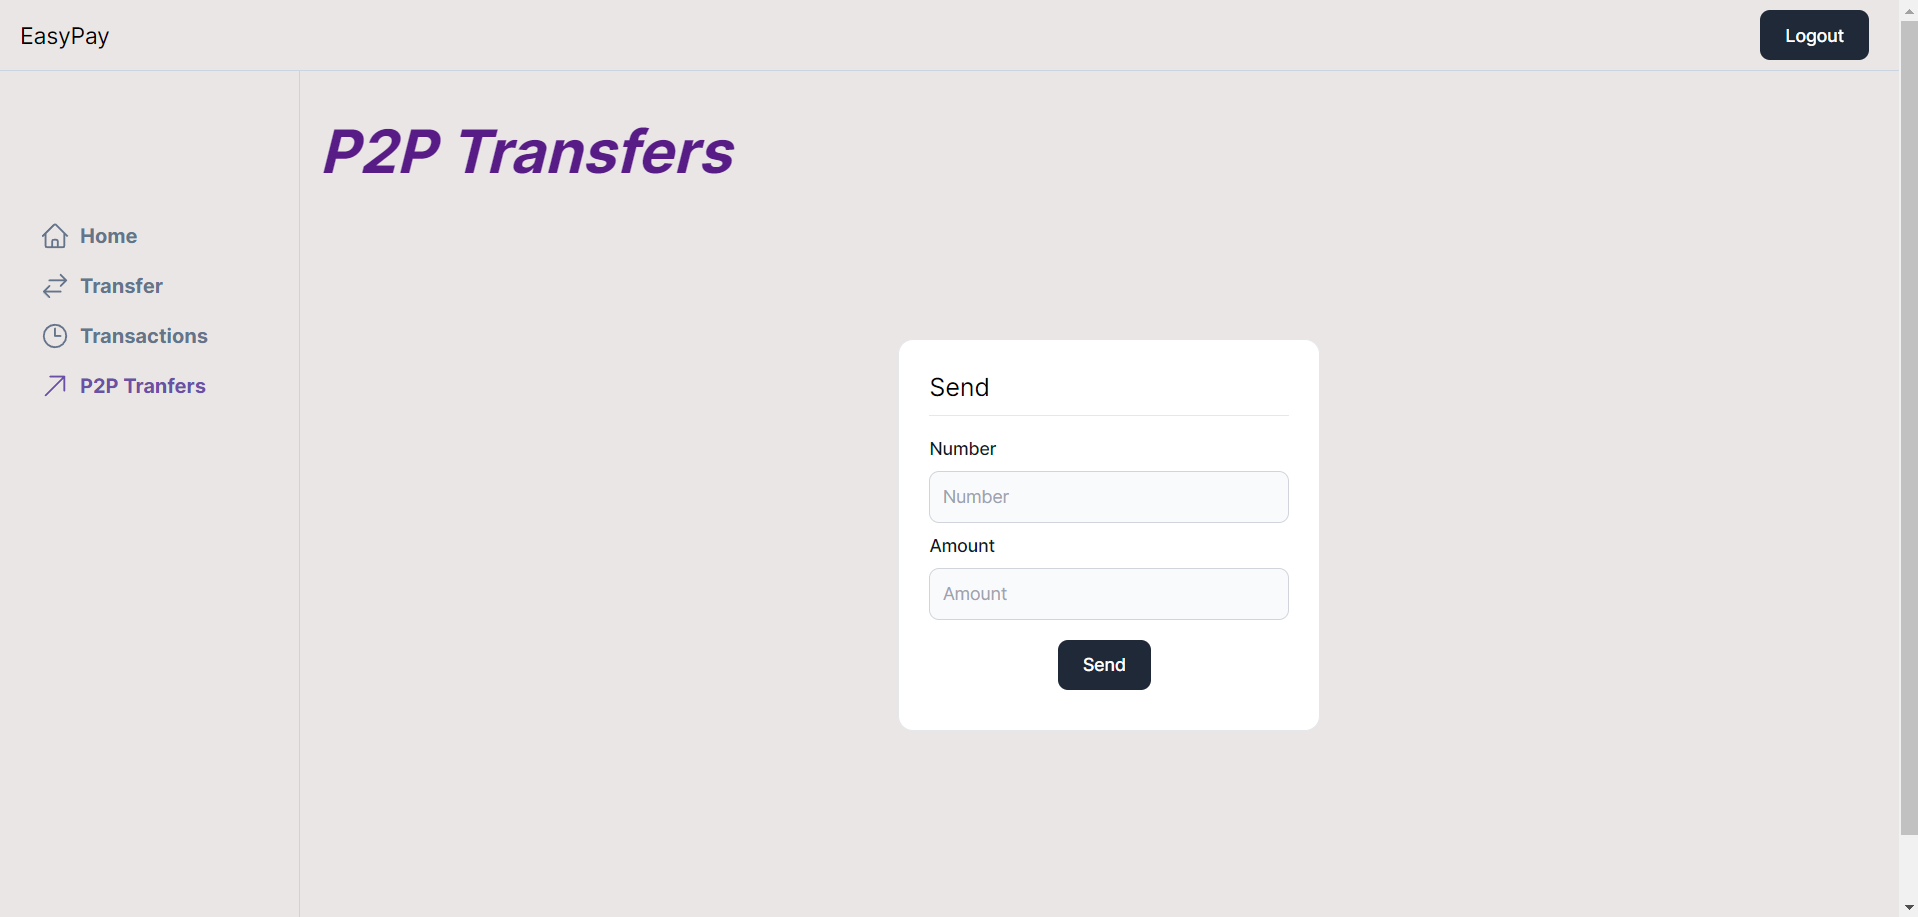 EasyPay
Logout
P2P Transfers
Home
Transfer
Transactions
P2P Tranfers
Send
Number
Number
Amount
Amount
Send